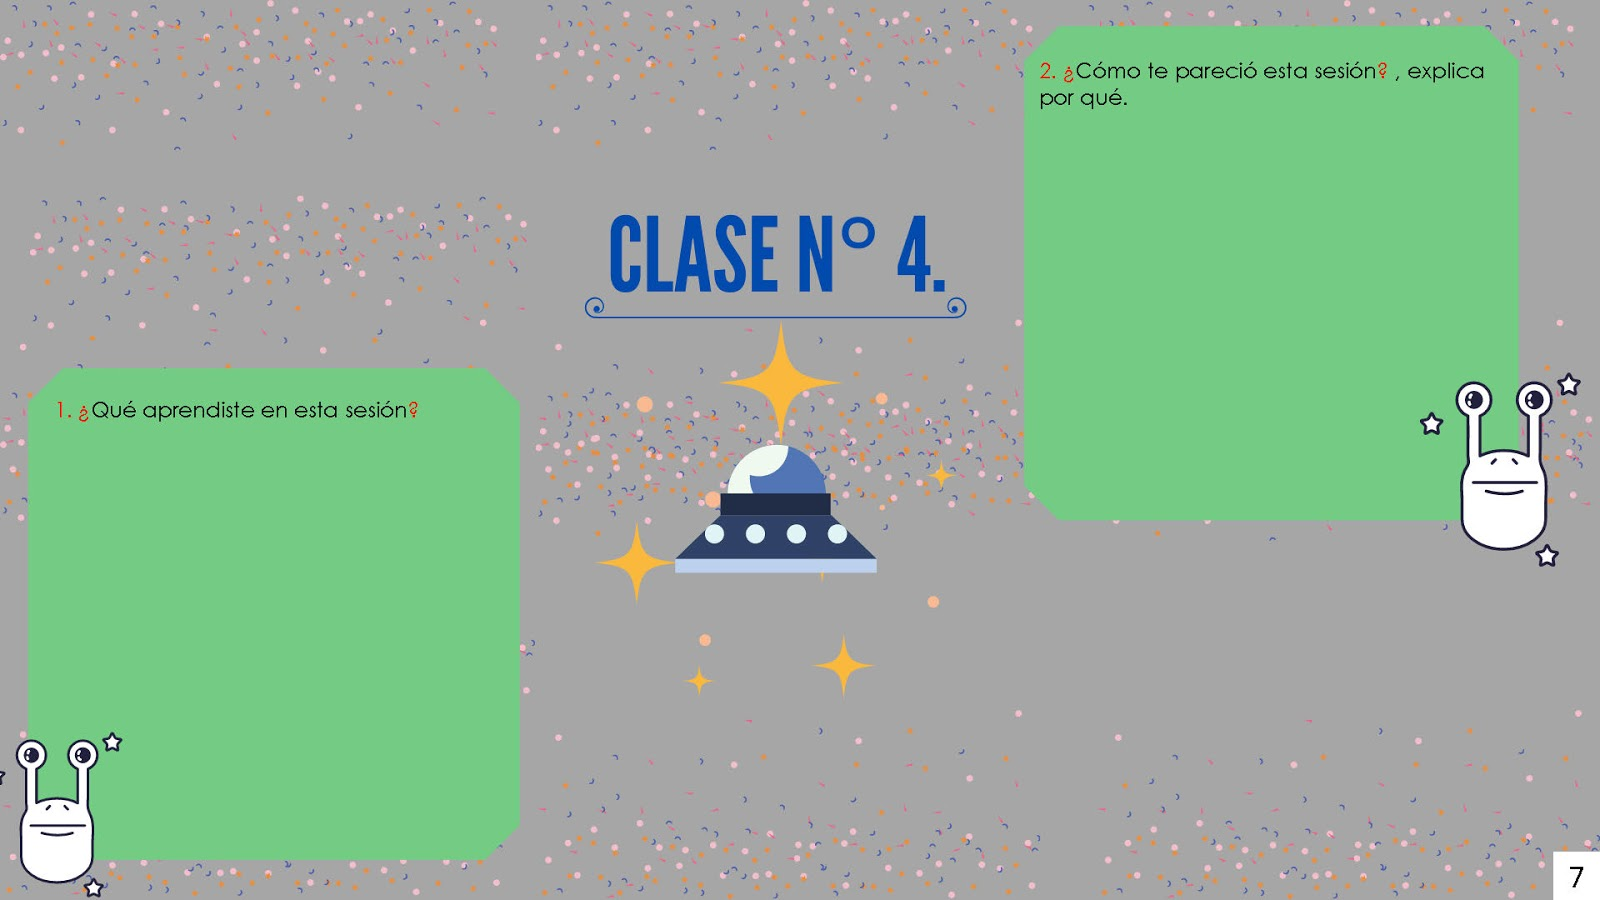 CLASE N° 4.
1. ¿Qué aprendiste en esta sesión?
2. ¿Cómo te pareció esta sesión? , explica
por qué.
7